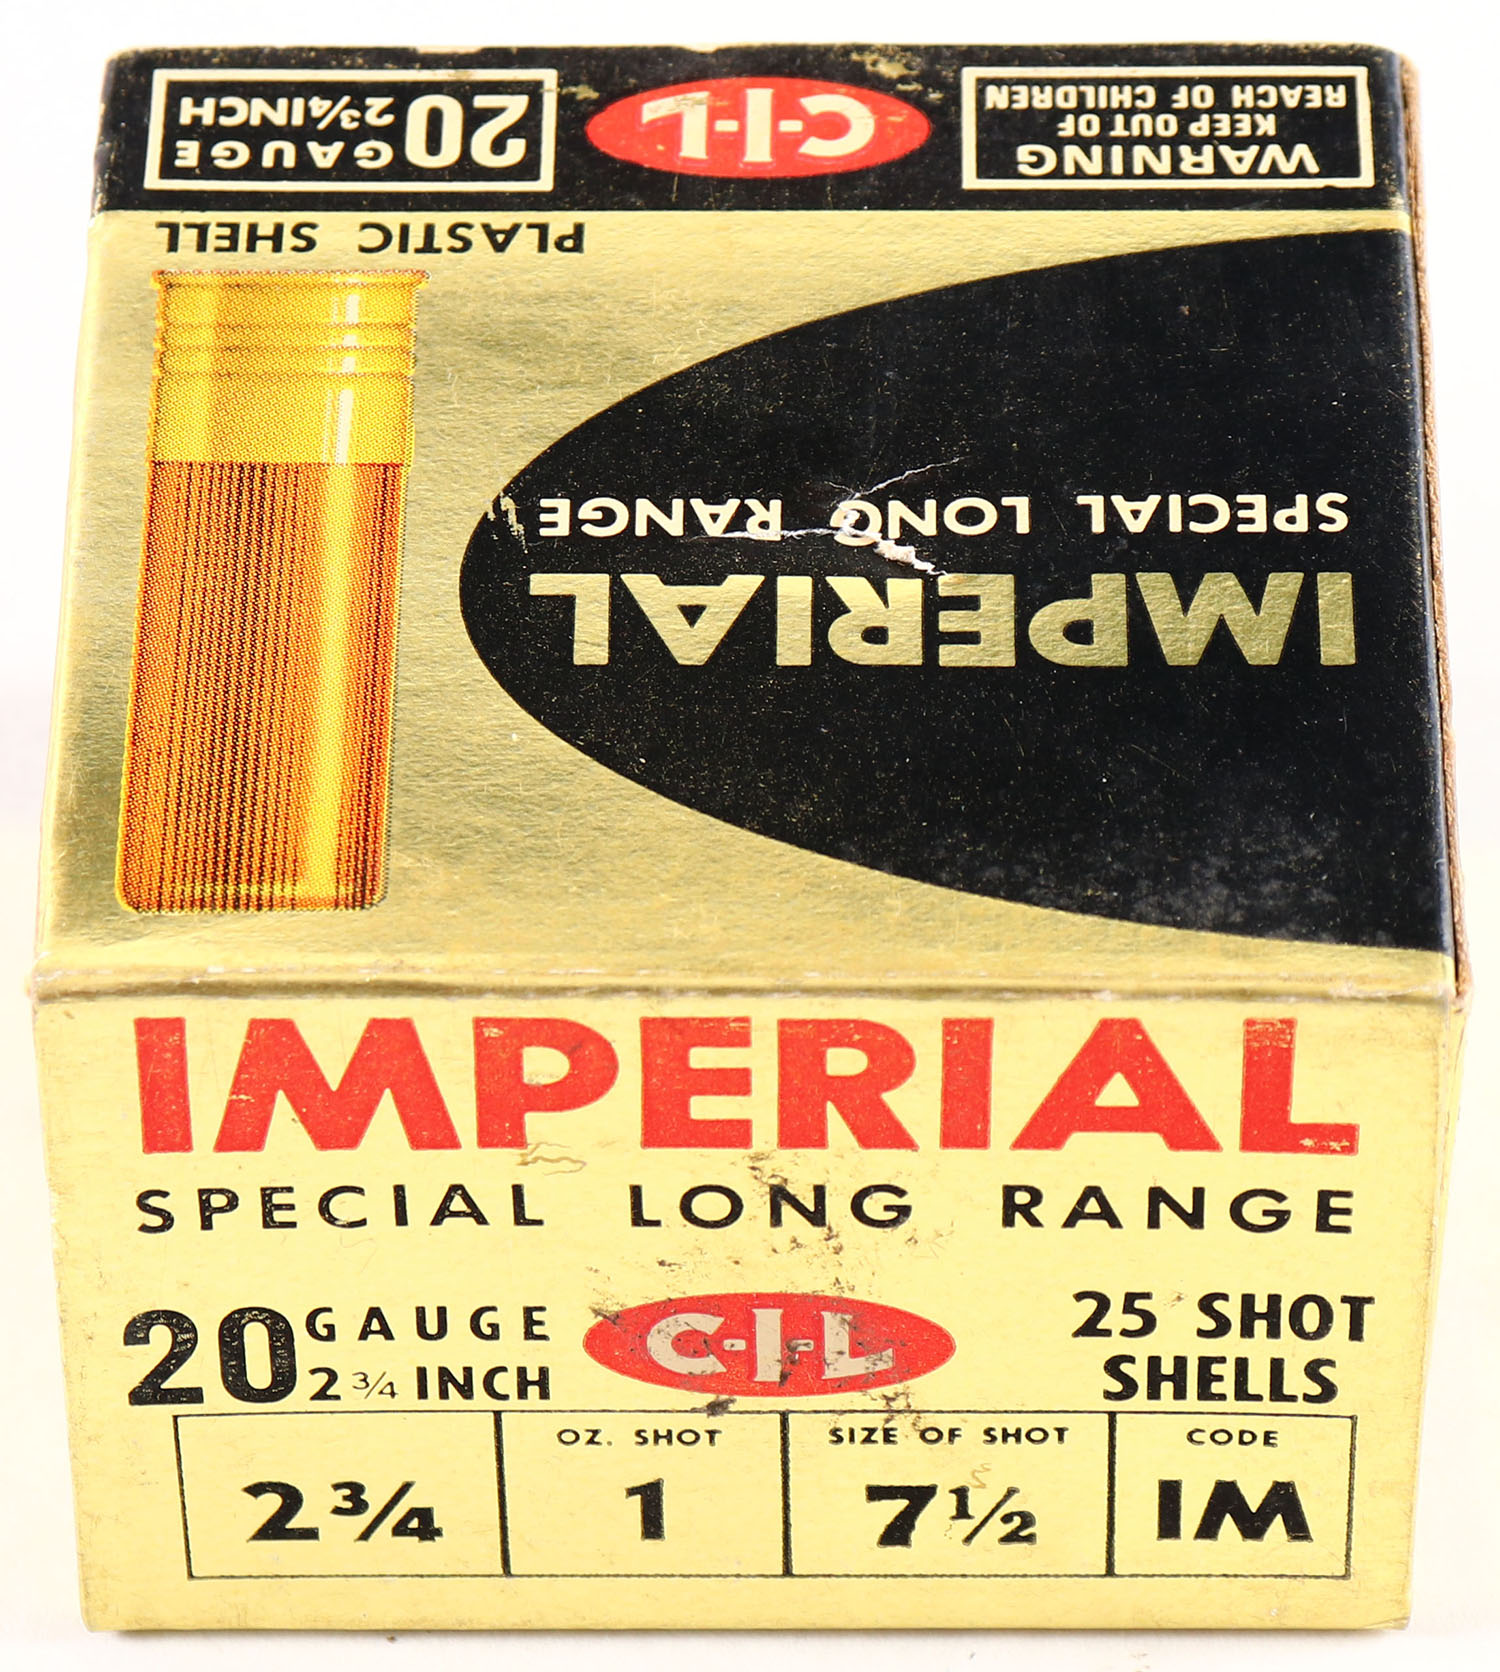 WARNING
KEEP OUT OF
REACH OF CHILDREN
C-I-L
20 GAUGE
2¾ INCH
IMPERIAL
SPECIAL LONG RANGE
PLASTIC SHELL
IMPERIAL
SPECIAL LONG RANGE
20 GAUGE
2¾ INCH
C-I-L
25 SHOT
SHELLS
2¾
OZ. SHOT
1
SIZE OF SHOT
7½
CODE
IM